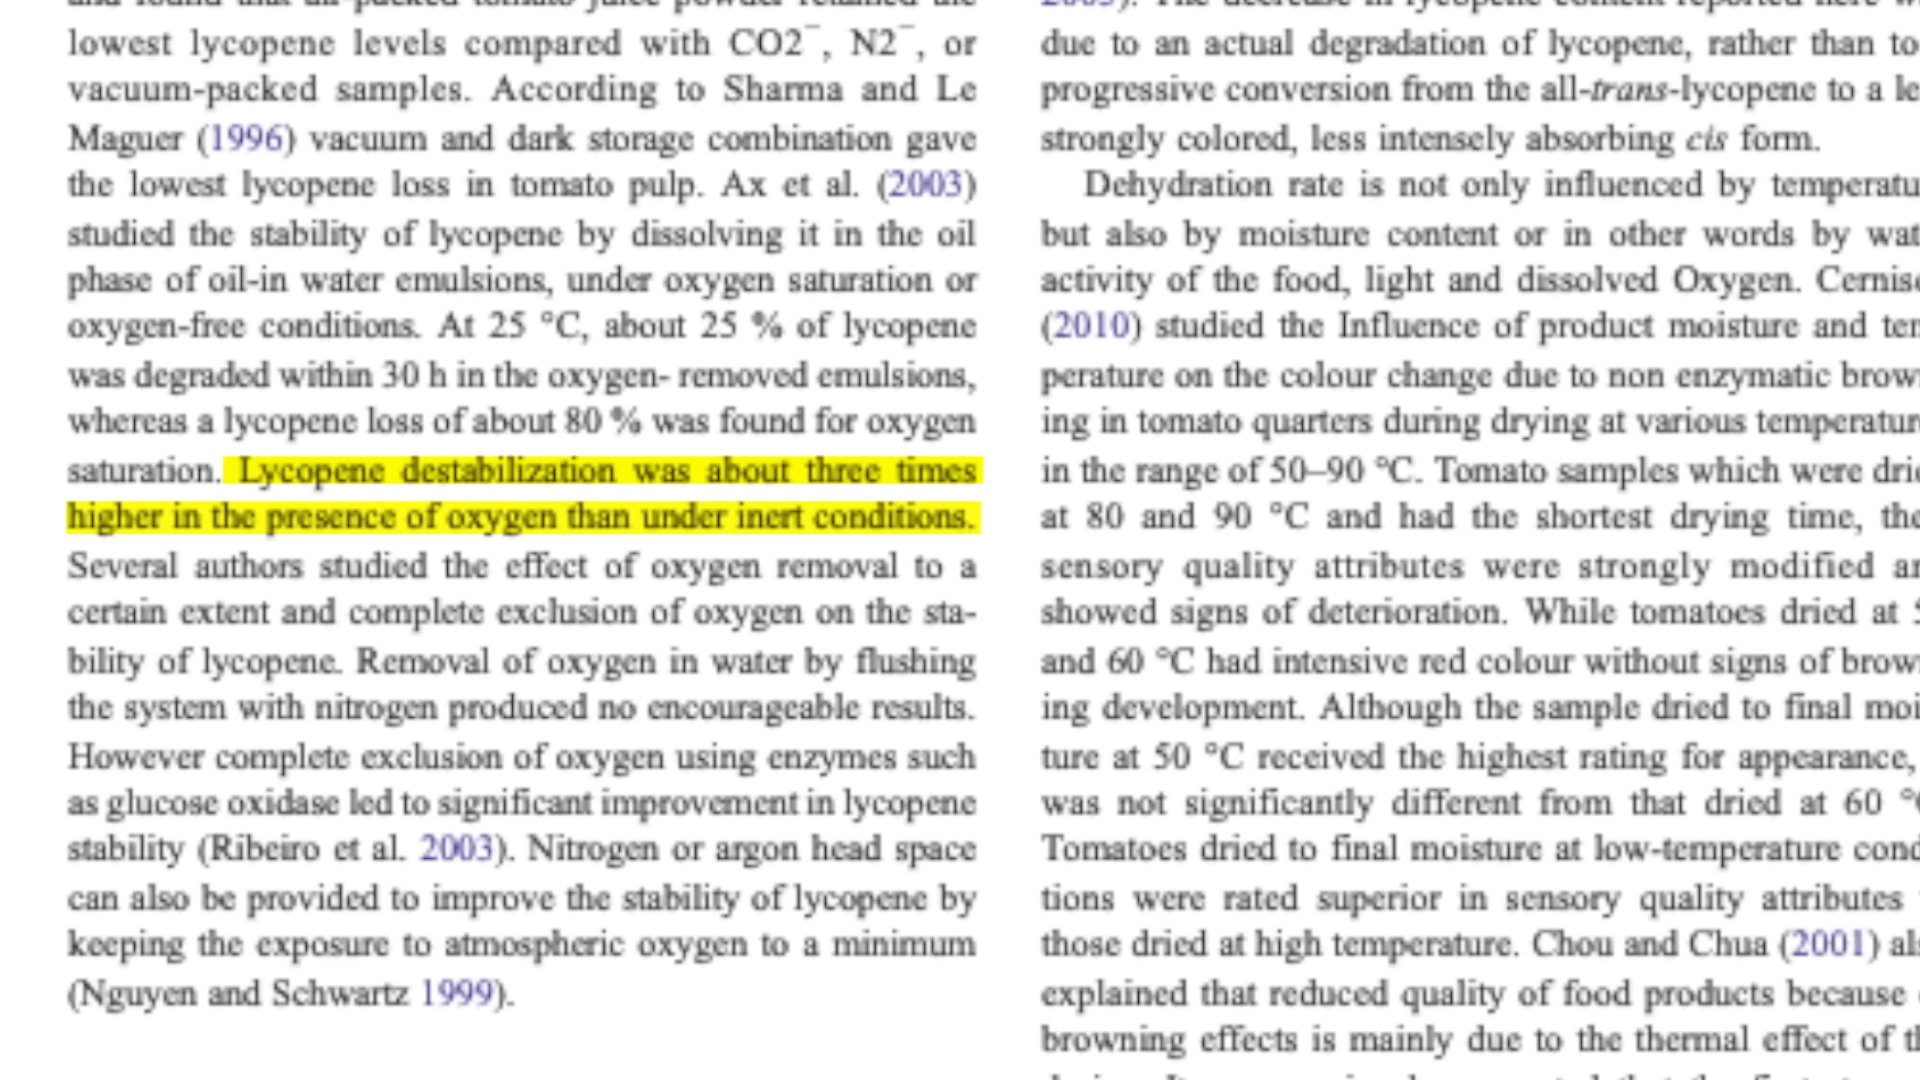 lowest lycopene levels compared with CO2⁻, N2⁻, or
vacuum-packed samples. According to Sharma and Le
Maguer (1996) vacuum and dark storage combination gave
the lowest lycopene loss in tomato pulp. Ax et al. (2003)
studied the stability of lycopene by dissolving it in the oil
phase of oil-in water emulsions, under oxygen saturation or
oxygen-free conditions. At 25 °C, about 25 % of lycopene
was degraded within 30 h in the oxygen- removed emulsions,
whereas a lycopene loss of about 80 % was found for oxygen
saturation. Lycopene destabilization was about three times
higher in the presence of oxygen than under inert conditions.
Several authors studied the effect of oxygen removal to a
certain extent and complete exclusion of oxygen on the sta-
bility of lycopene. Removal of oxygen in water by flushing
the system with nitrogen produced no encourageable results.
However complete exclusion of oxygen using enzymes such
as glucose oxidase led to significant improvement in lycopene
stability (Ribeiro et al. 2003). Nitrogen or argon head space
can also be provided to improve the stability of lycopene by
keeping the exposure to atmospheric oxygen to a minimum
(Nguyen and Schwartz 1999).
due to an actual degradation of lycopene, rather than to
progressive conversion from the all-trans-lycopene to a le
strongly colored, less intensely absorbing cis form.
Dehydration rate is not only influenced by temperatu
but also by moisture content or in other words by wat
activity of the food, light and dissolved Oxygen. Cernis
(2010) studied the Influence of product moisture and ter
perature on the colour change due to non enzymatic brow
ing in tomato quarters during drying at various temperatur
in the range of 50–90 °C. Tomato samples which were drie
at 80 and 90 °C and had the shortest drying time, the
sensory quality attributes were strongly modified ar
showed signs of deterioration. While tomatoes dried at
and 60 °C had intensive red colour without signs of brow
ing development. Although the sample dried to final moi
ture at 50 °C received the highest rating for appearance,
was not significantly different from that dried at 60 °
Tomatoes dried to final moisture at low-temperature cond
tions were rated superior in sensory quality attributes
those dried at high temperature. Chou and Chua (2001) als
explained that reduced quality of food products because
browning effects is mainly due to the thermal effect of th